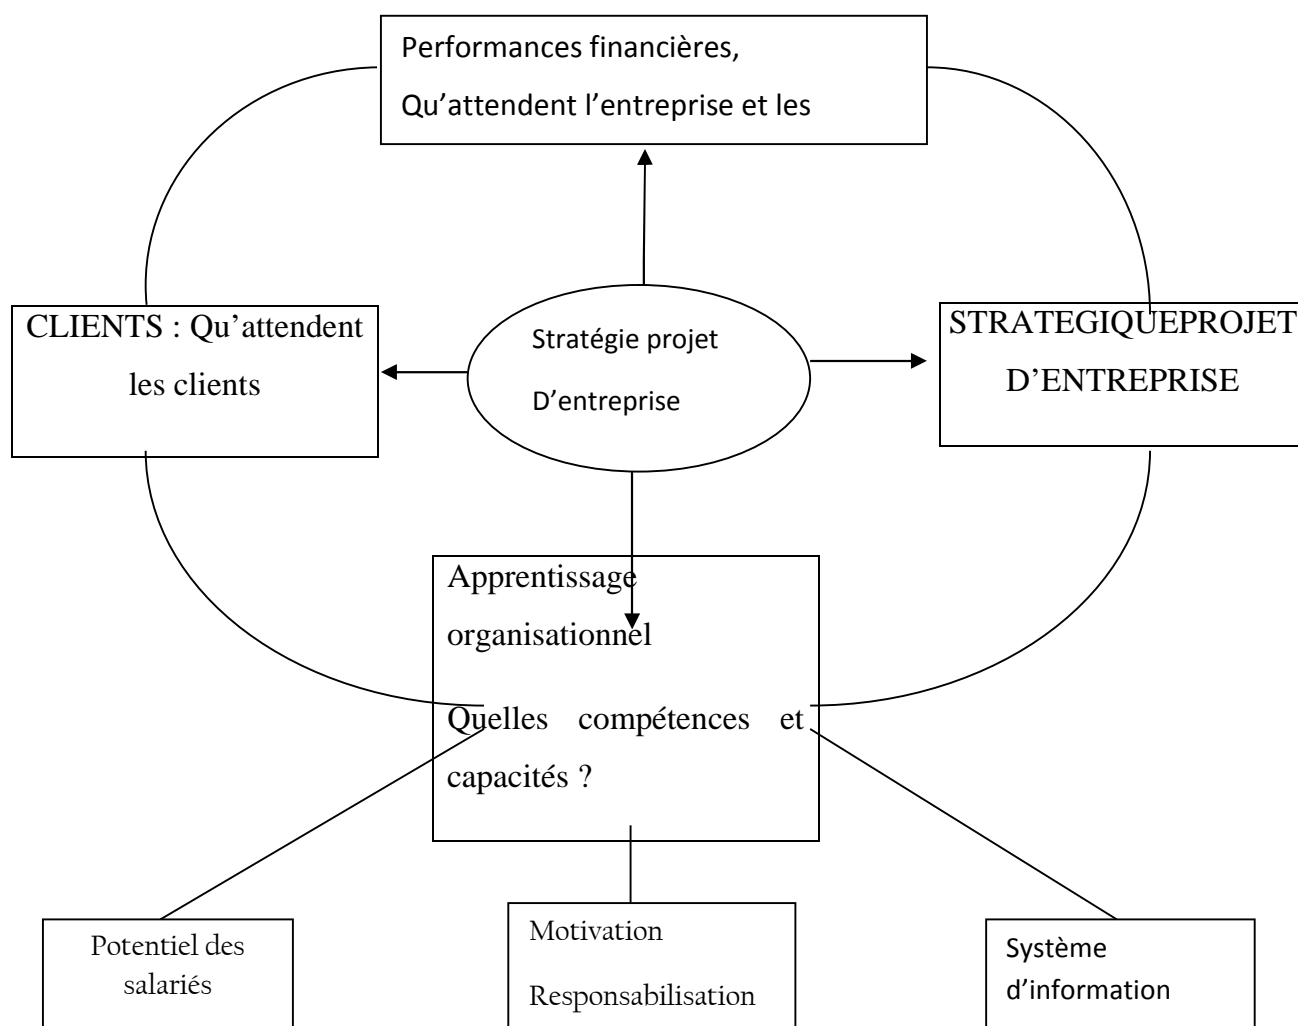 Performances financières,
Qu’attendent l’entreprise et les
CLIENTS : Qu’attendent
les clients
Stratégie projet
D’entreprise
STRATEGIQUEPROJET
D’ENTREPRISE
Apprentissage
organisationnel
Quelles compétences et
capacités ?
Potentiel des
salariés
Motivation
Responsabilisation
Système
d’information